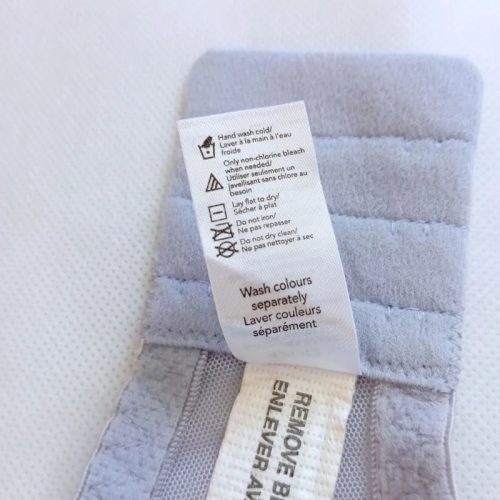 Hand wash cold/
Laver à la main à l'eau
froide
Only non-chlorine bleach
when needed/
Utiliser seulement un
javellisant sans chlore au
besoin
Lay flat to dry/
Sécher à plat
Do not iron/
Ne pas repasser
Do not dry clean/
Ne pas nettoyer à sec
Wash colours
separately
Laver couleurs
séparément
REMOVE BE
ENLEVER AV